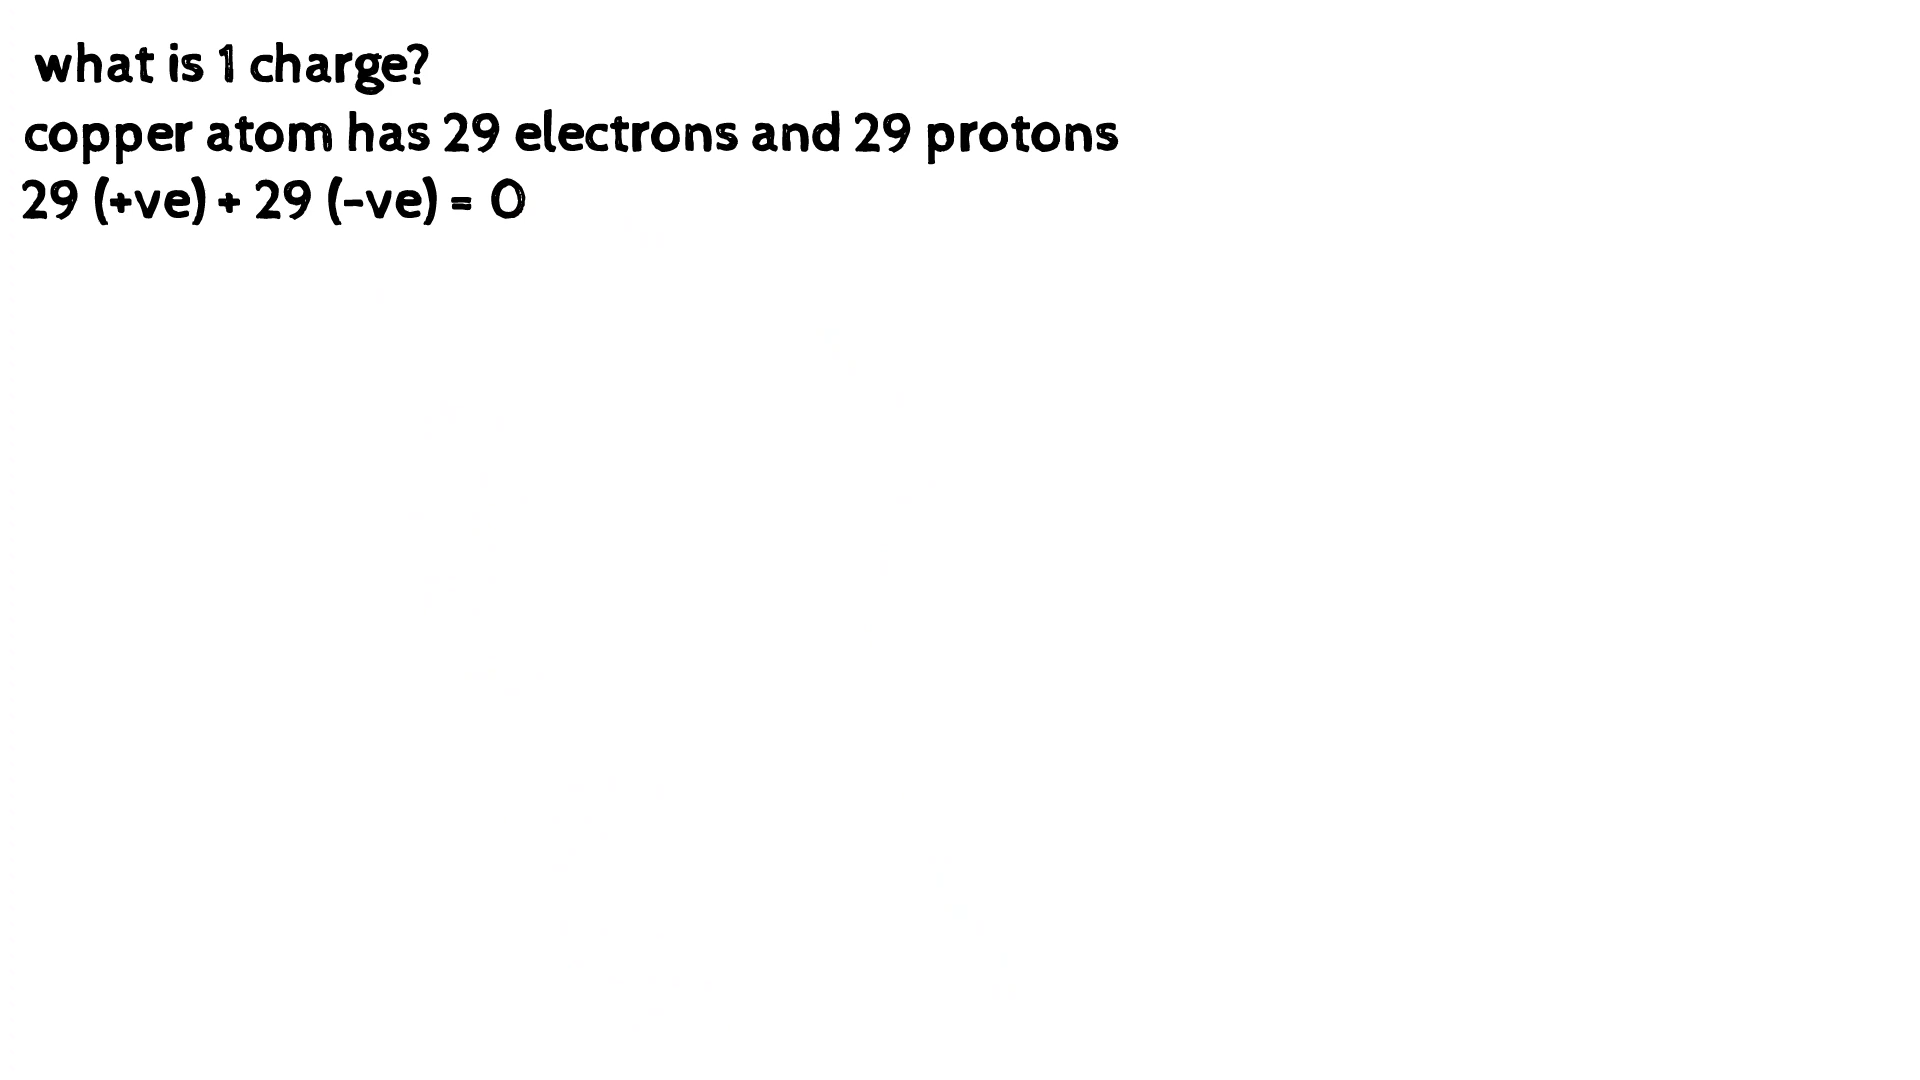 what is 1 charge?
copper atom has 29 electrons and 29 protons
29 (+ve) + 29 (-ve) = 0